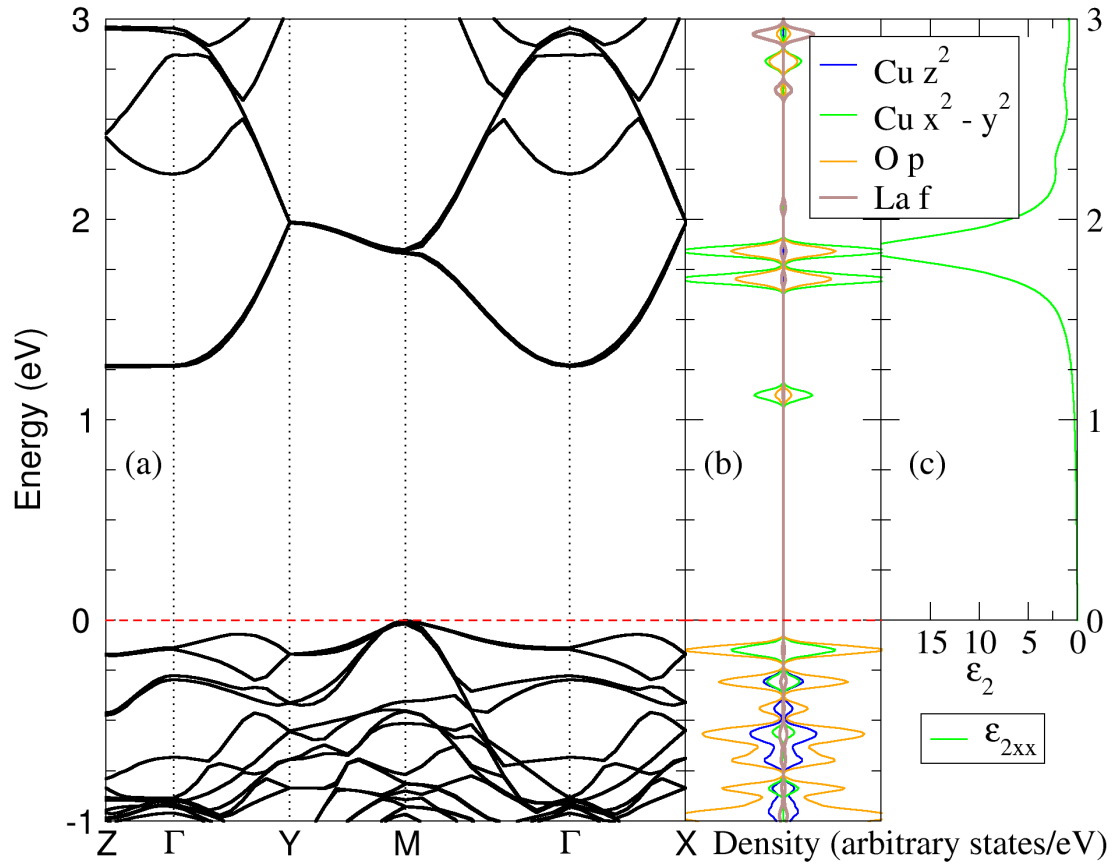 3
2
1
0
-1
Energy (eV)
(a)
Z Γ Y M Γ X
(b)
Cu z²
Cu x² - y²
O p
La f
Density (arbitrary states/eV)
(c)
3
2
1
15 10 5 0
ε₂
ε₂ₓₓ